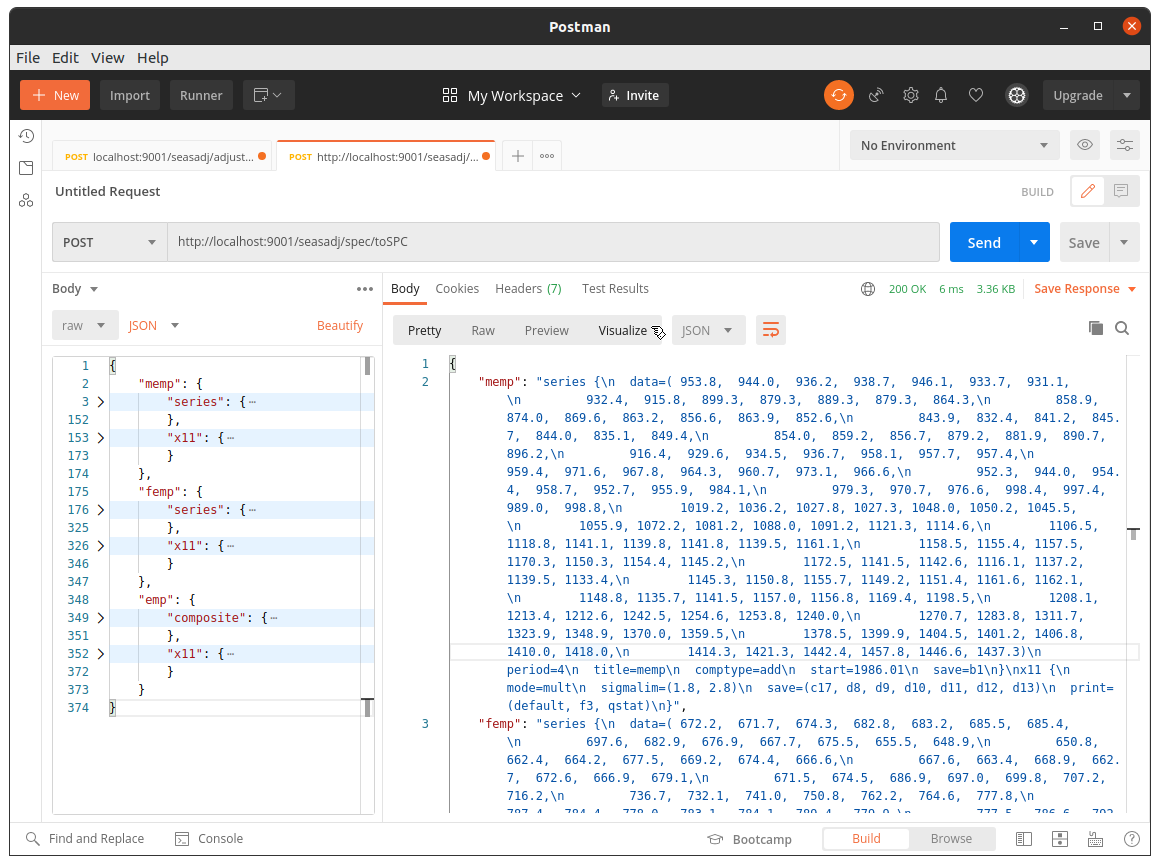 Postman
File Edit View Help
New Import Runner My Workspace Invite Upgrade
POST localhost:9001/seasadj/adjust...
POST http://localhost:9001/seasadj/...
No Environment
Untitled Request
BUILD
POST http://localhost:9001/seasadj/spec/toSPC
Send Save
Body
raw JSON Beautify
1 {
2 "memp": {
3 "series": {
152 },
153 "x11": {
173 }
174 },
175 "femp": {
176 "series": {
325 },
326 "x11": {
346 }
347 },
348 "emp": {
349 "composite": {
351 },
352 "x11": {
372 }
373 }
374 }
Body Cookies Headers (7) Test Results
200 OK 6 ms 3.36 KB Save Response
Pretty Raw Preview Visualize JSON
1 {
2 "memp": "series {\n  data=( 953.8,  944.0,  936.2,  938.7,  946.1,  933.7,  931.1,
\n         932.4,  915.8,  899.3,  879.3,  889.3,  879.3,  864.3,\n         858.9,
874.0,  869.6,  863.2,  856.6,  863.9,  852.6,\n         843.9,  832.4,  841.2,  845.
7,  844.0,  835.1,  849.4,\n         854.0,  859.2,  856.7,  879.2,  881.9,  890.7,
896.2,\n         916.4,  929.6,  934.5,  936.7,  958.1,  957.7,  957.4,\n
959.4,  971.6,  967.8,  964.3,  960.7,  973.1,  966.6,\n         952.3,  944.0,  954.
4,  958.7,  952.7,  955.9,  984.1,\n         979.3,  970.7,  976.6,  998.4,  997.4,
989.0,  998.8,\n        1019.2, 1036.2, 1027.8, 1027.3, 1048.0, 1050.2, 1045.5,
\n        1055.9, 1072.2, 1081.2, 1088.0, 1091.2, 1121.3, 1114.6,\n        1106.5,
1118.8, 1141.1, 1139.8, 1141.8, 1139.5, 1161.1,\n        1158.5, 1155.4, 1157.5,
1170.3, 1150.3, 1154.4, 1145.2,\n        1172.5, 1141.5, 1142.6, 1116.1, 1137.2,
1139.5, 1133.4,\n        1145.3, 1150.8, 1155.7, 1149.2, 1151.4, 1161.6, 1162.1,
\n        1148.8, 1135.7, 1141.5, 1157.0, 1156.8, 1169.4, 1198.5,\n        1208.1,
1213.4, 1212.6, 1242.5, 1254.6, 1253.8, 1240.0,\n        1270.7, 1283.8, 1311.7,
1323.9, 1348.9, 1370.0, 1359.5,\n        1378.5, 1399.9, 1404.5, 1401.2, 1406.8,
1410.0, 1418.0,\n        1414.3, 1421.3, 1442.4, 1457.8, 1446.6, 1437.3)\n
period=4\n  title=memp\n  comptype=add\n  start=1986.01\n  save=b1\n}\nx11 {\n
mode=mult\n  sigmalim=(1.8, 2.8)\n  save=(c17, d8, d9, d10, d11, d12, d13)\n  print=
(default, f3, qstat)\n}",
3 "femp": "series {\n  data=( 672.2,  671.7,  674.3,  682.8,  683.2,  685.5,  685.4,
\n         697.6,  682.9,  676.9,  667.7,  675.5,  655.5,  648.9,\n         650.8,
662.4,  664.2,  677.5,  669.2,  674.4,  666.6,\n         667.6,  663.4,  668.9,  662.
7,  672.6,  666.9,  679.1,\n         671.5,  674.5,  686.9,  697.0,  699.8,  707.2,
716.2,\n         736.7,  732.1,  741.0,  750.8,  762.2,  764.6,  777.8,\n
Find and Replace Console Bootcamp Build Browse